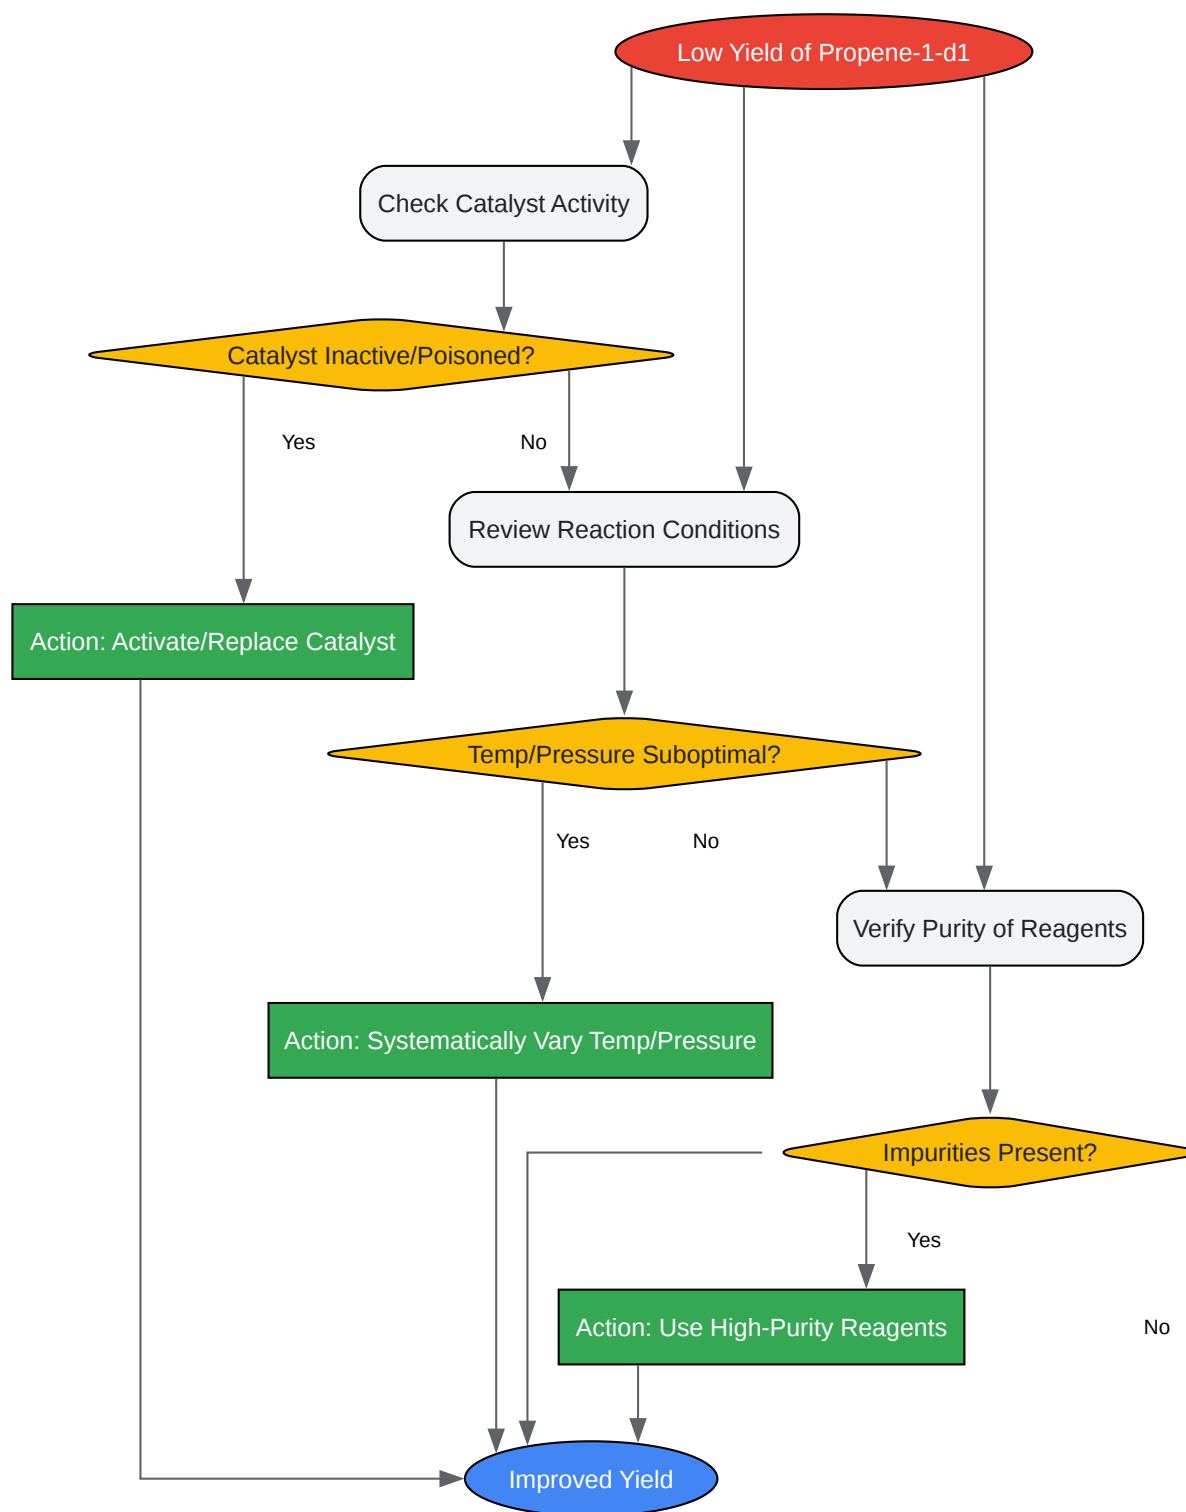 Low Yield of Propene-1-d1
Check Catalyst Activity
Catalyst Inactive/Poisoned?
Yes
No
Review Reaction Conditions
Action: Activate/Replace Catalyst
Temp/Pressure Suboptimal?
Yes
No
Verify Purity of Reagents
Action: Systematically Vary Temp/Pressure
Impurities Present?
Yes
Action: Use High-Purity Reagents
No
Improved Yield